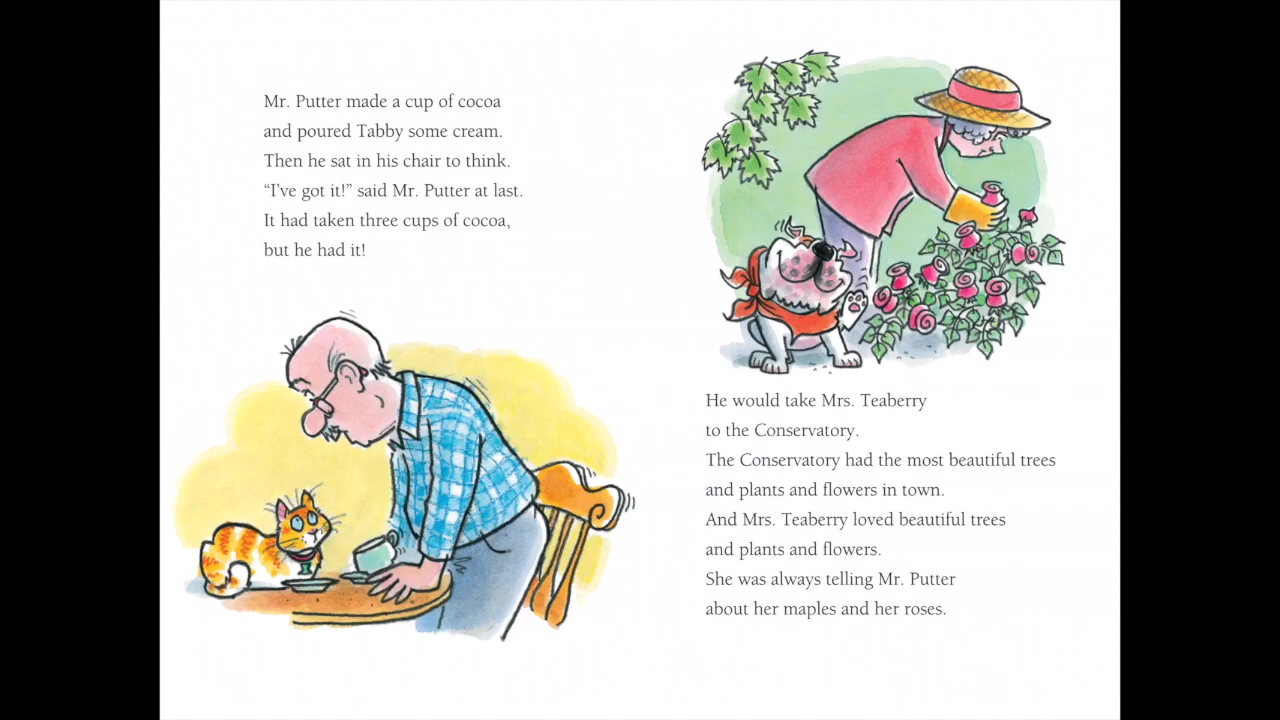 Mr. Putter made a cup of cocoa
and poured Tabby some cream.
Then he sat in his chair to think.
“I’ve got it!” said Mr. Putter at last.
It had taken three cups of cocoa,
but he had it!
He would take Mrs. Teaberry
to the Conservatory.
The Conservatory had the most beautiful trees
and plants and flowers in town.
And Mrs. Teaberry loved beautiful trees
and plants and flowers.
She was always telling Mr. Putter
about her maples and her roses.